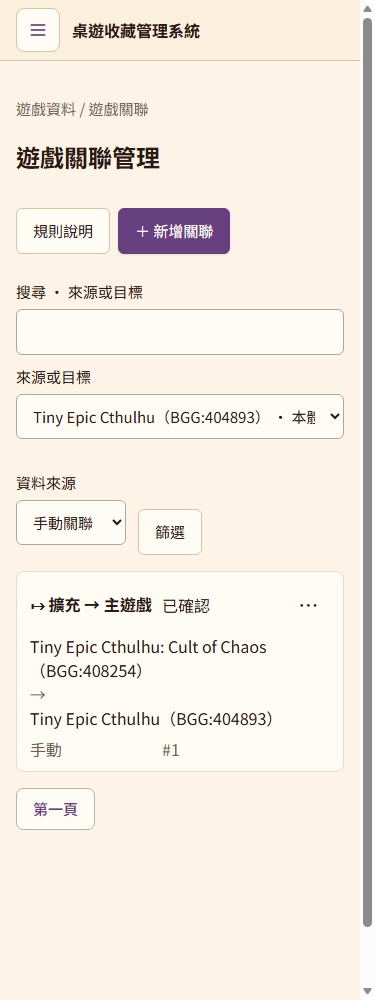 桌遊收藏管理系統
遊戲資料 / 遊戲關聯
遊戲關聯管理
規則說明
＋ 新增關聯
搜尋 · 來源或目標
來源或目標
Tiny Epic Cthulhu（BGG:404893） · 本
資料來源
手動關聯
篩選
↦ 擴充 → 主遊戲 已確認 ···
Tiny Epic Cthulhu: Cult of Chaos
（BGG:408254）
→
Tiny Epic Cthulhu（BGG:404893）
手動 #1
第一頁